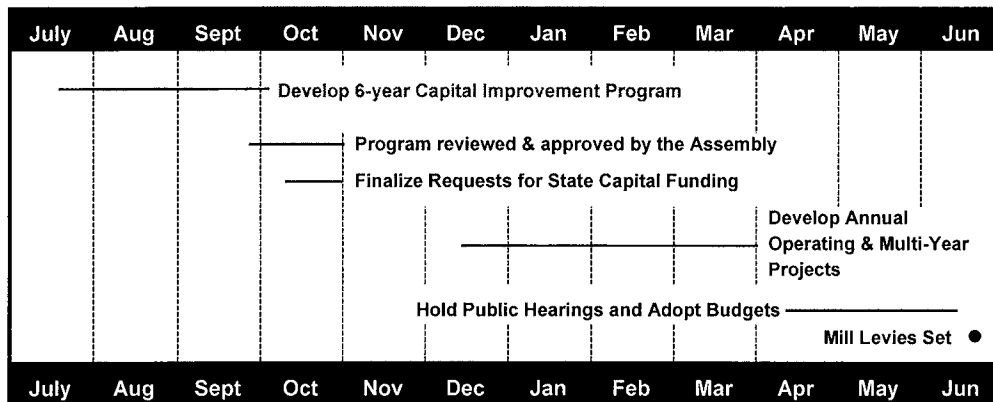 July Aug Sept Oct Nov Dec Jan Feb Mar Apr May Jun
Develop 6-year Capital Improvement Program
Program reviewed & approved by the Assembly
Finalize Requests for State Capital Funding
Develop Annual
Operating & Multi-Year
Projects
Hold Public Hearings and Adopt Budgets
Mill Levies Set
July Aug Sept Oct Nov Dec Jan Feb Mar Apr May Jun